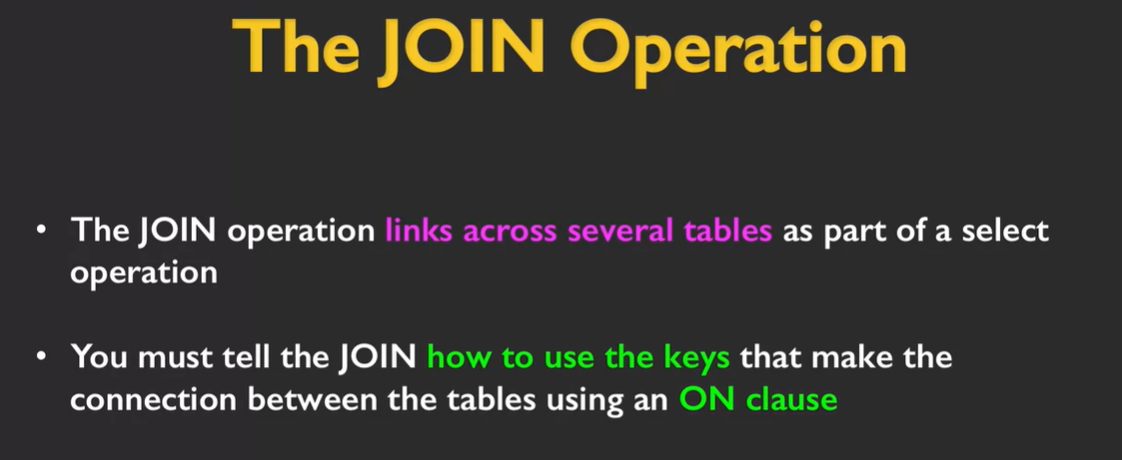 The JOIN Operation
• The JOIN operation links across several tables as part of a select
operation
• You must tell the JOIN how to use the keys that make the
connection between the tables using an ON clause